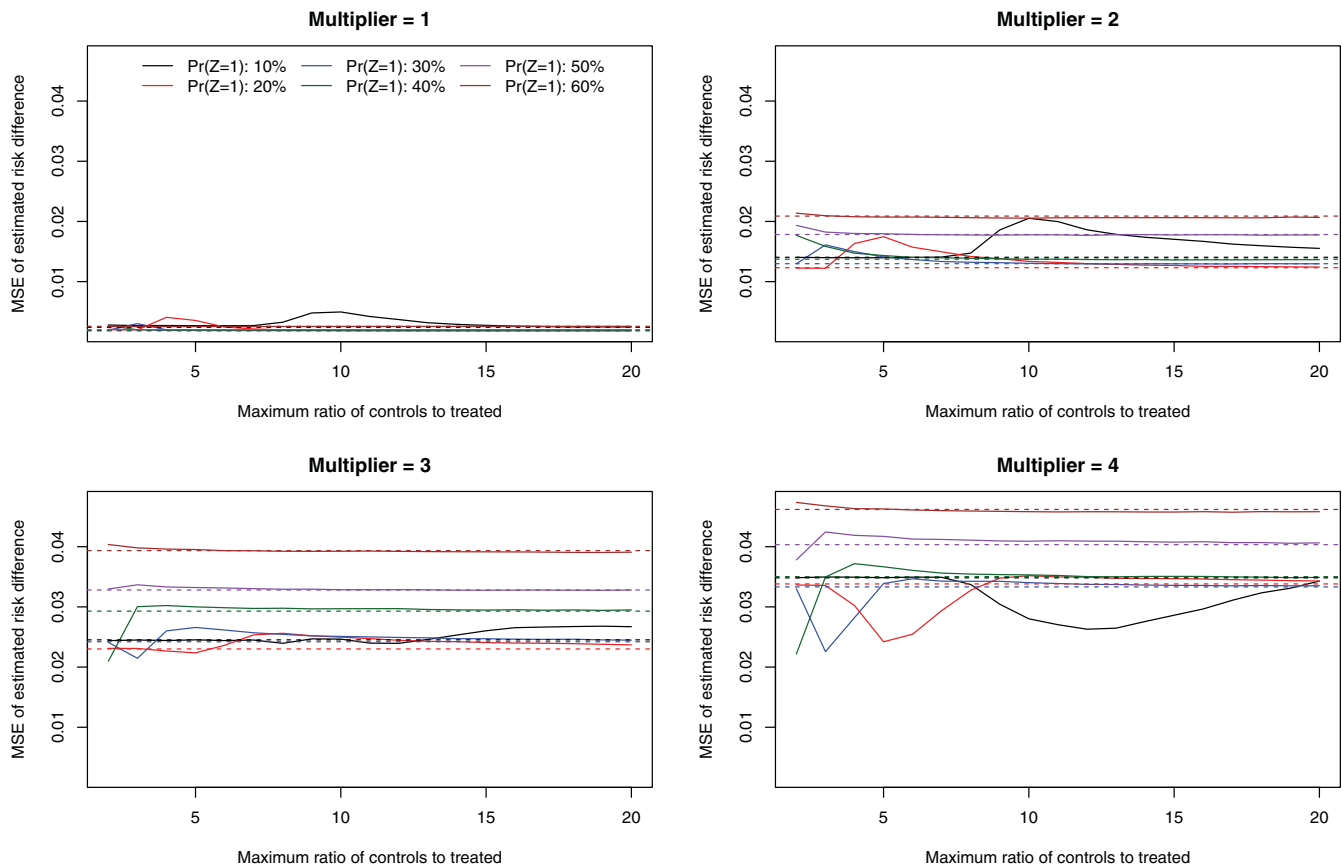 Multiplier = 1
MSE of estimated risk difference
0.04
0.03
0.02
0.01
Pr(Z=1): 10%
Pr(Z=1): 30%
Pr(Z=1): 50%
Pr(Z=1): 20%
Pr(Z=1): 40%
Pr(Z=1): 60%
5
10
15
20
Maximum ratio of controls to treated
Multiplier = 2
MSE of estimated risk difference
0.04
0.03
0.02
0.01
5
10
15
20
Maximum ratio of controls to treated
Multiplier = 3
MSE of estimated risk difference
0.04
0.03
0.02
0.01
5
10
15
20
Maximum ratio of controls to treated
Multiplier = 4
MSE of estimated risk difference
0.04
0.03
0.02
0.01
5
10
15
20
Maximum ratio of controls to treated